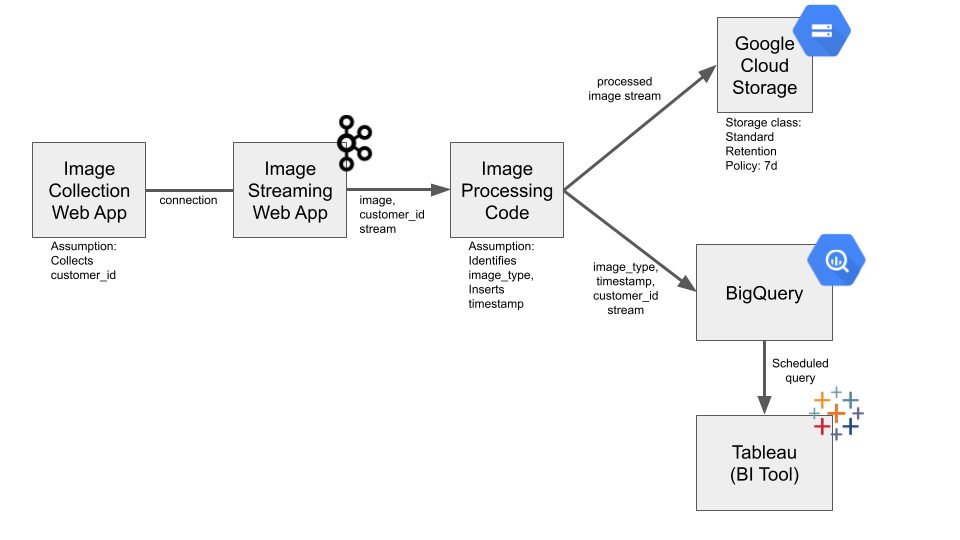 Image
Collection
Web App
Assumption:
Collects
customer_id
connection
Image
Streaming
Web App
image,
customer_id
stream
Image
Processing
Code
Assumption:
Identifies
image_type,
Inserts
timestamp
processed
image stream
Google
Cloud
Storage
Storage class:
Standard
Retention
Policy: 7d
image_type,
timestamp,
customer_id
stream
BigQuery
Scheduled
query
Tableau
(BI Tool)